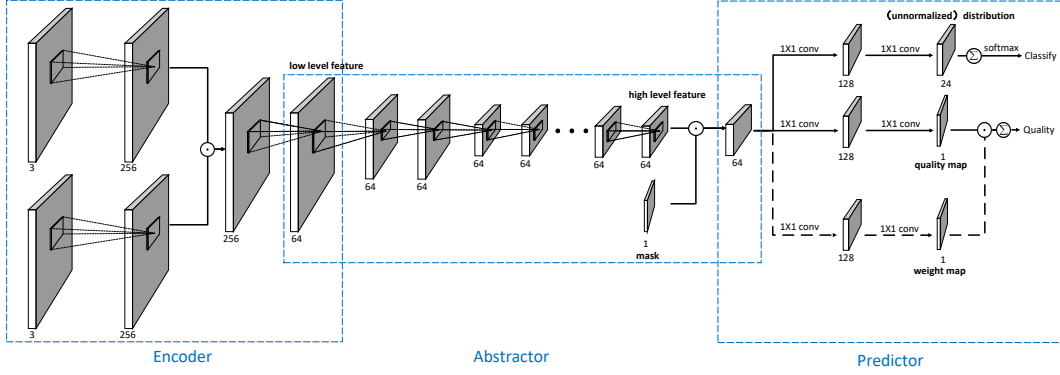 (unnormalized) distribution
1X1 conv
1X1 conv
softmax
Classify
128
24
low level feature
high level feature
3
256
1X1 conv
1X1 conv
Quality
64
64
64
64
64
64
64
128
1
quality map
256
64
1X1 conv
1X1 conv
1
mask
128
1
weight map
3
256
Encoder
Abstractor
Predictor